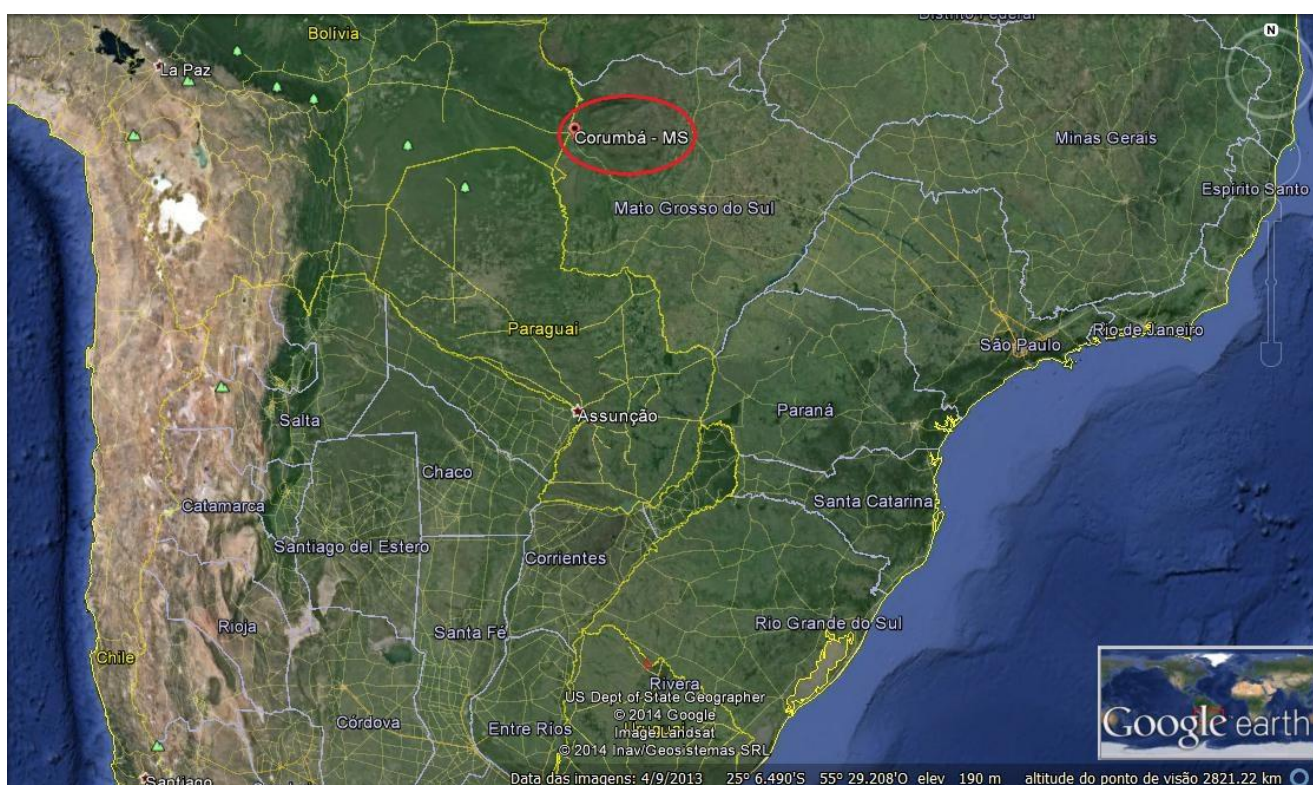 Distrito Federal
Bolívia
N
La Paz
Corumbá - MS
Minas Gerais
Espírito Santo
Mato Grosso do Sul
Paraguai
Rio de Janeiro
São Paulo
Assunção
Paraná
Salta
Chaco
Catamarca
Santa Catarina
Santiago del Estero
Corrientes
Rioja
Santa Fé
Rio Grande do Sul
Chile
Rivera
US Dept of State Geographer
© 2014 Google
Image Landsat
© 2014 Inav/Geosistemas SRL
Córdova
Entre Ríos
Uruguai
Google earth
Santiago
Data das imagens: 4/9/2013 25° 6.490'S 55° 29.208'O elev 190 m altitude do ponto de visão 2821.22 km